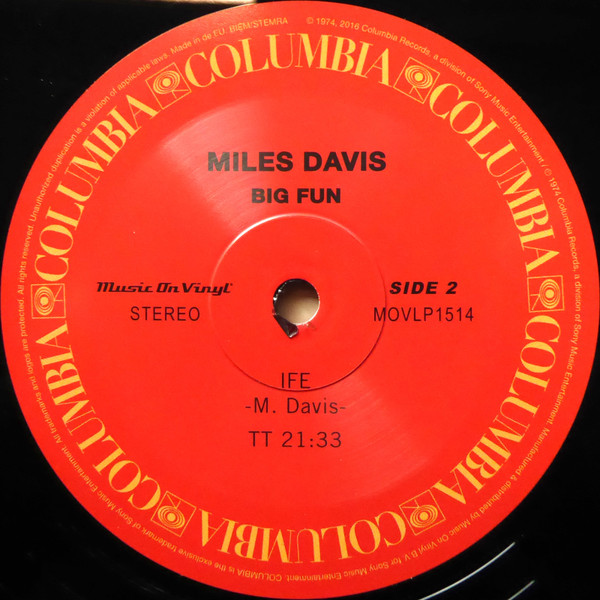 MILES DAVIS
BIG FUN
Music On Vinyl
STEREO
SIDE 2
MOVLP1514
IFE
-M. Davis-
TT 21:33
COLUMBIA COLUMBIA COLUMBIA COLUMBIA COLUMBIA COLUMBIA COLUMBIA COLUMBIA
℗ 1974, 2016 Columbia Records, a division of Sony Music Entertainment / © 1974 Columbia Records, a division of Sony Music Entertainment. Manufactured & distributed by Music On Vinyl B.V. for Sony Music Entertainment. COLUMBIA is the exclusive trademark of Sony Music Entertainment. All trademarks and logos are protected. All rights reserved. Unauthorized duplication is a violation of applicable laws. Made in de EU. BIEM/STEMRA